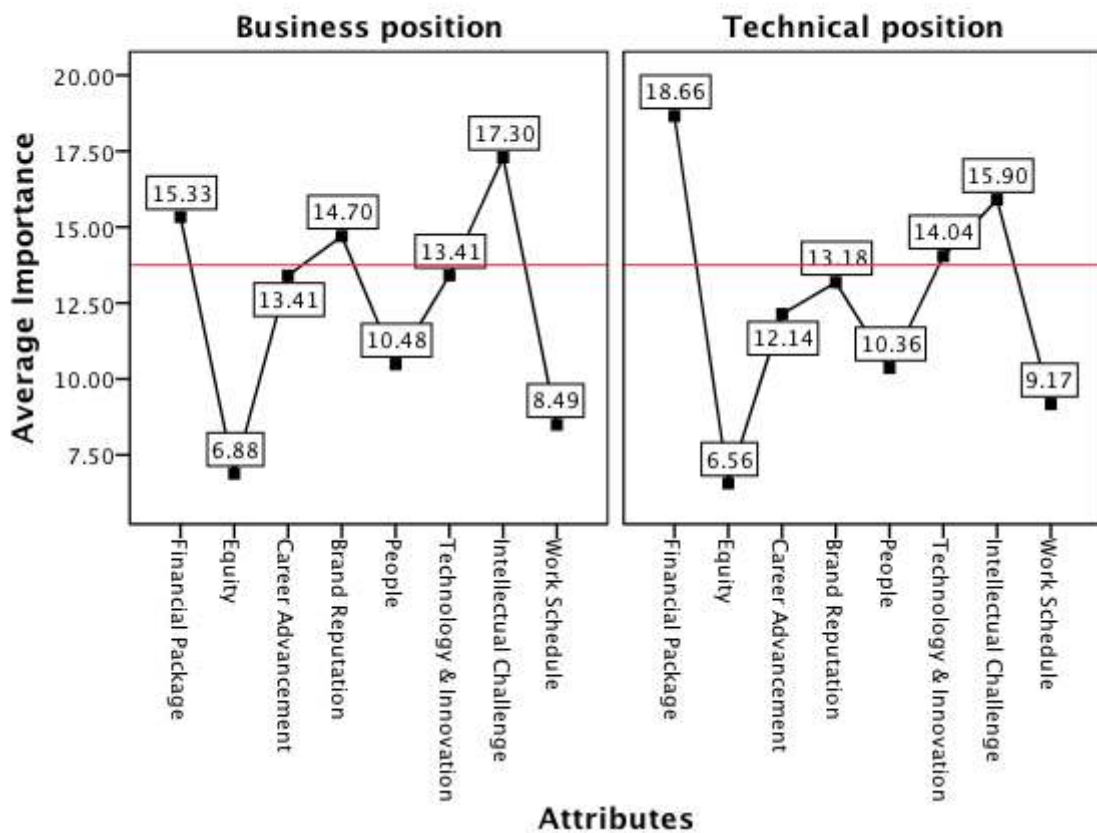 Business position
Technical position
Average Importance
20.00
17.50
15.00
12.50
10.00
7.50
15.33
6.88
13.41
14.70
10.48
13.41
17.30
8.49
18.66
6.56
12.14
13.18
10.36
14.04
15.90
9.17
Financial Package
Equity
Career Advancement
Brand Reputation
People
Technology & Innovation
Intellectual Challenge
Work Schedule
Financial Package
Equity
Career Advancement
Brand Reputation
People
Technology & Innovation
Intellectual Challenge
Work Schedule
Attributes